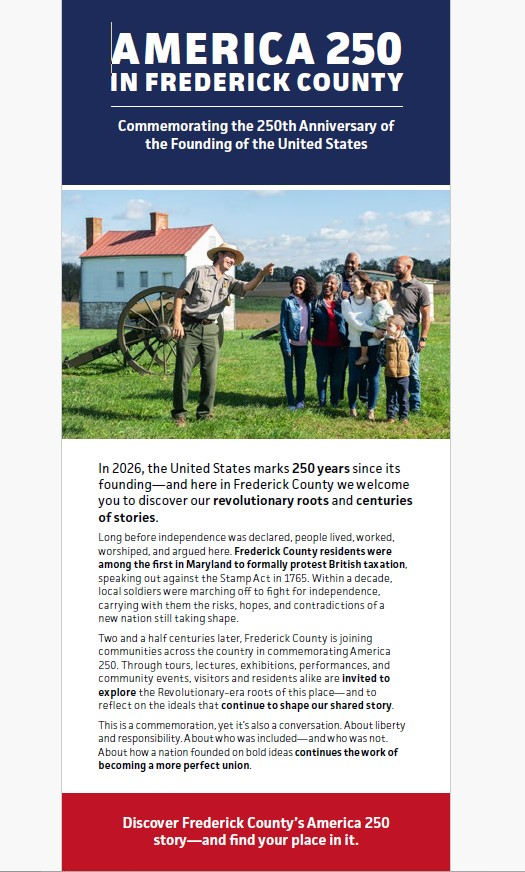 AMERICA 250
IN FREDERICK COUNTY
Commemorating the 250th Anniversary of
the Founding of the United States
In 2026, the United States marks 250 years since its
founding—and here in Frederick County we welcome
you to discover our revolutionary roots and centuries
of stories.
Long before independence was declared, people lived, worked,
worshiped, and argued here. Frederick County residents were
among the first in Maryland to formally protest British taxation,
speaking out against the Stamp Act in 1765. Within a decade,
local soldiers were marching off to fight for independence,
carrying with them the risks, hopes, and contradictions of a
new nation still taking shape.
Two and a half centuries later, Frederick County is joining
communities across the country in commemorating America
250. Through tours, lectures, exhibitions, performances, and
community events, visitors and residents alike are invited to
explore the Revolutionary-era roots of this place—and to
reflect on the ideals that continue to shape our shared story.
This is a commemoration, yet it's also a conversation. About liberty
and responsibility. About who was included—and who was not.
About how a nation founded on bold ideas continues the work of
becoming a more perfect union.
Discover Frederick County's America 250
story—and find your place in it.